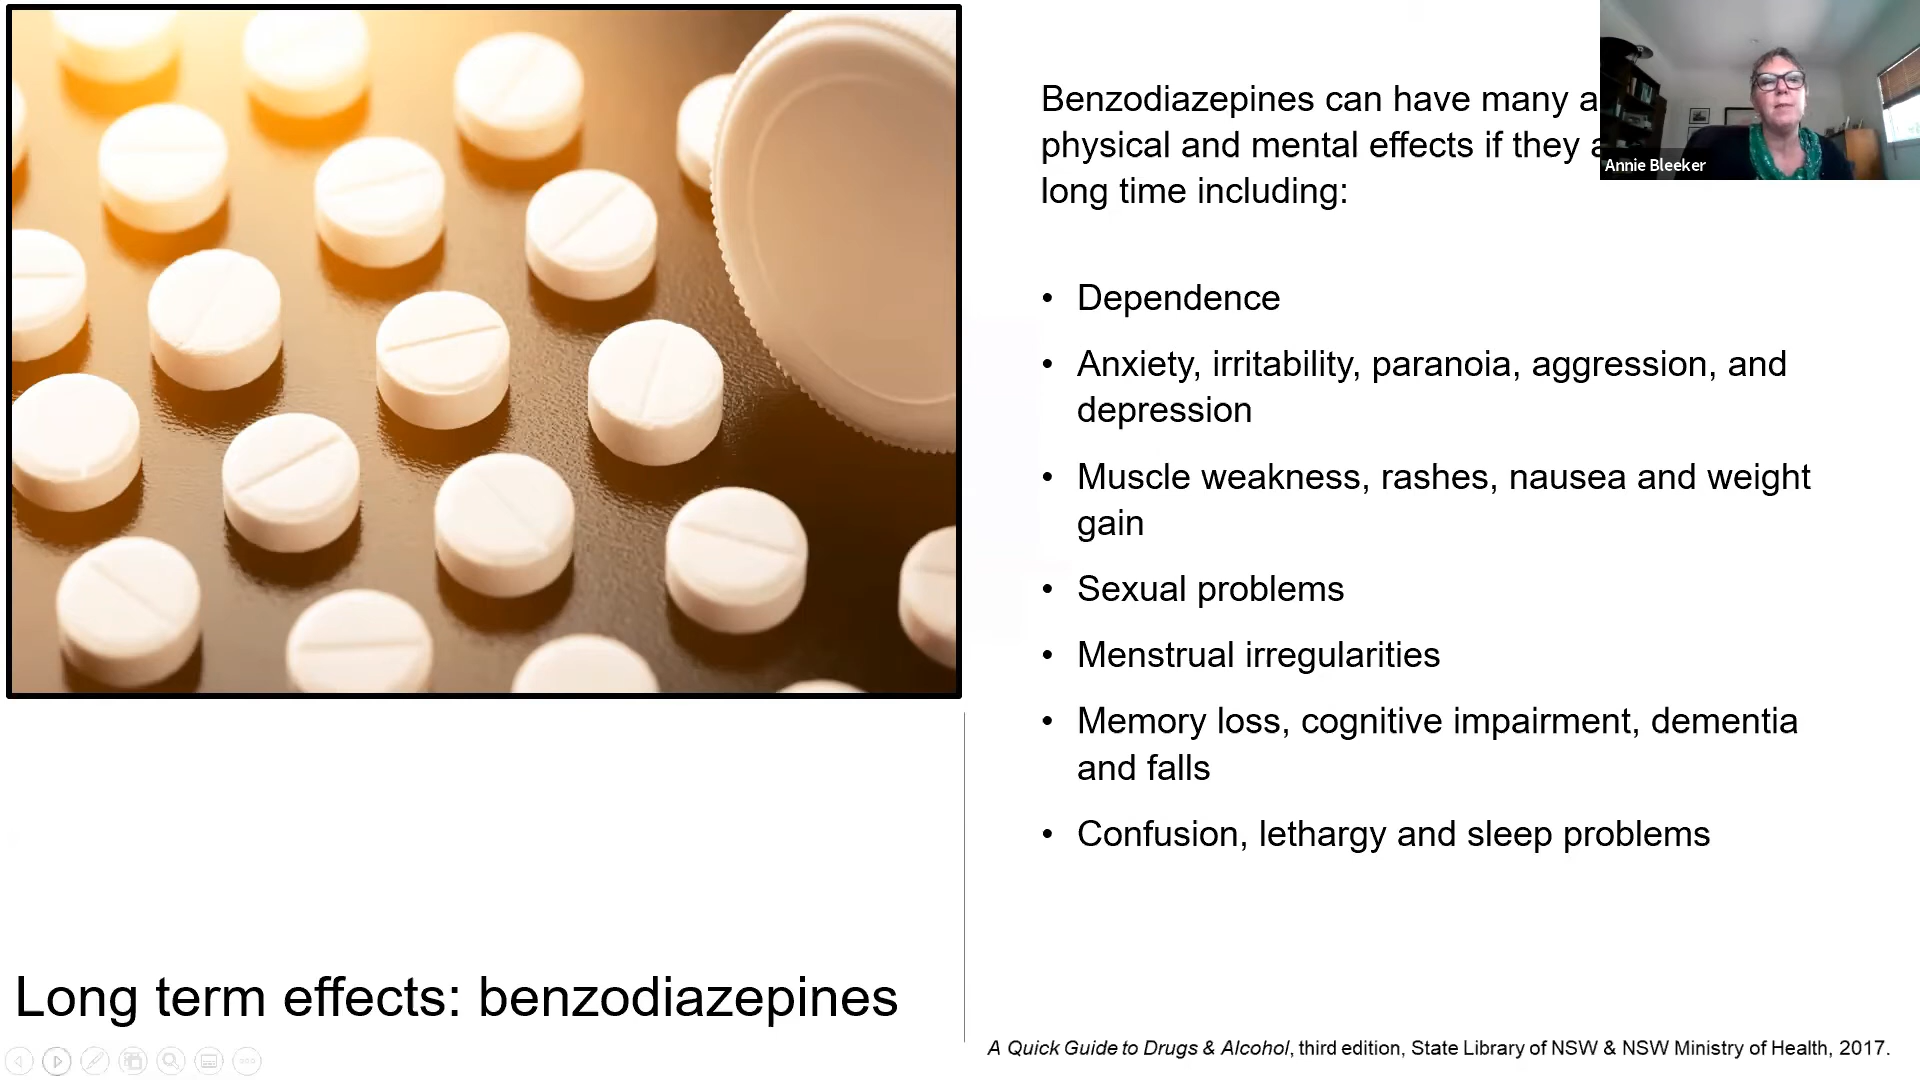 Benzodiazepines can have many a
physical and mental effects if they a
long time including:
• Dependence
• Anxiety, irritability, paranoia, aggression, and
depression
• Muscle weakness, rashes, nausea and weight
gain
• Sexual problems
• Menstrual irregularities
• Memory loss, cognitive impairment, dementia
and falls
• Confusion, lethargy and sleep problems
Annie Bleeker
Long term effects: benzodiazepines
A Quick Guide to Drugs & Alcohol, third edition, State Library of NSW & NSW Ministry of Health, 2017.